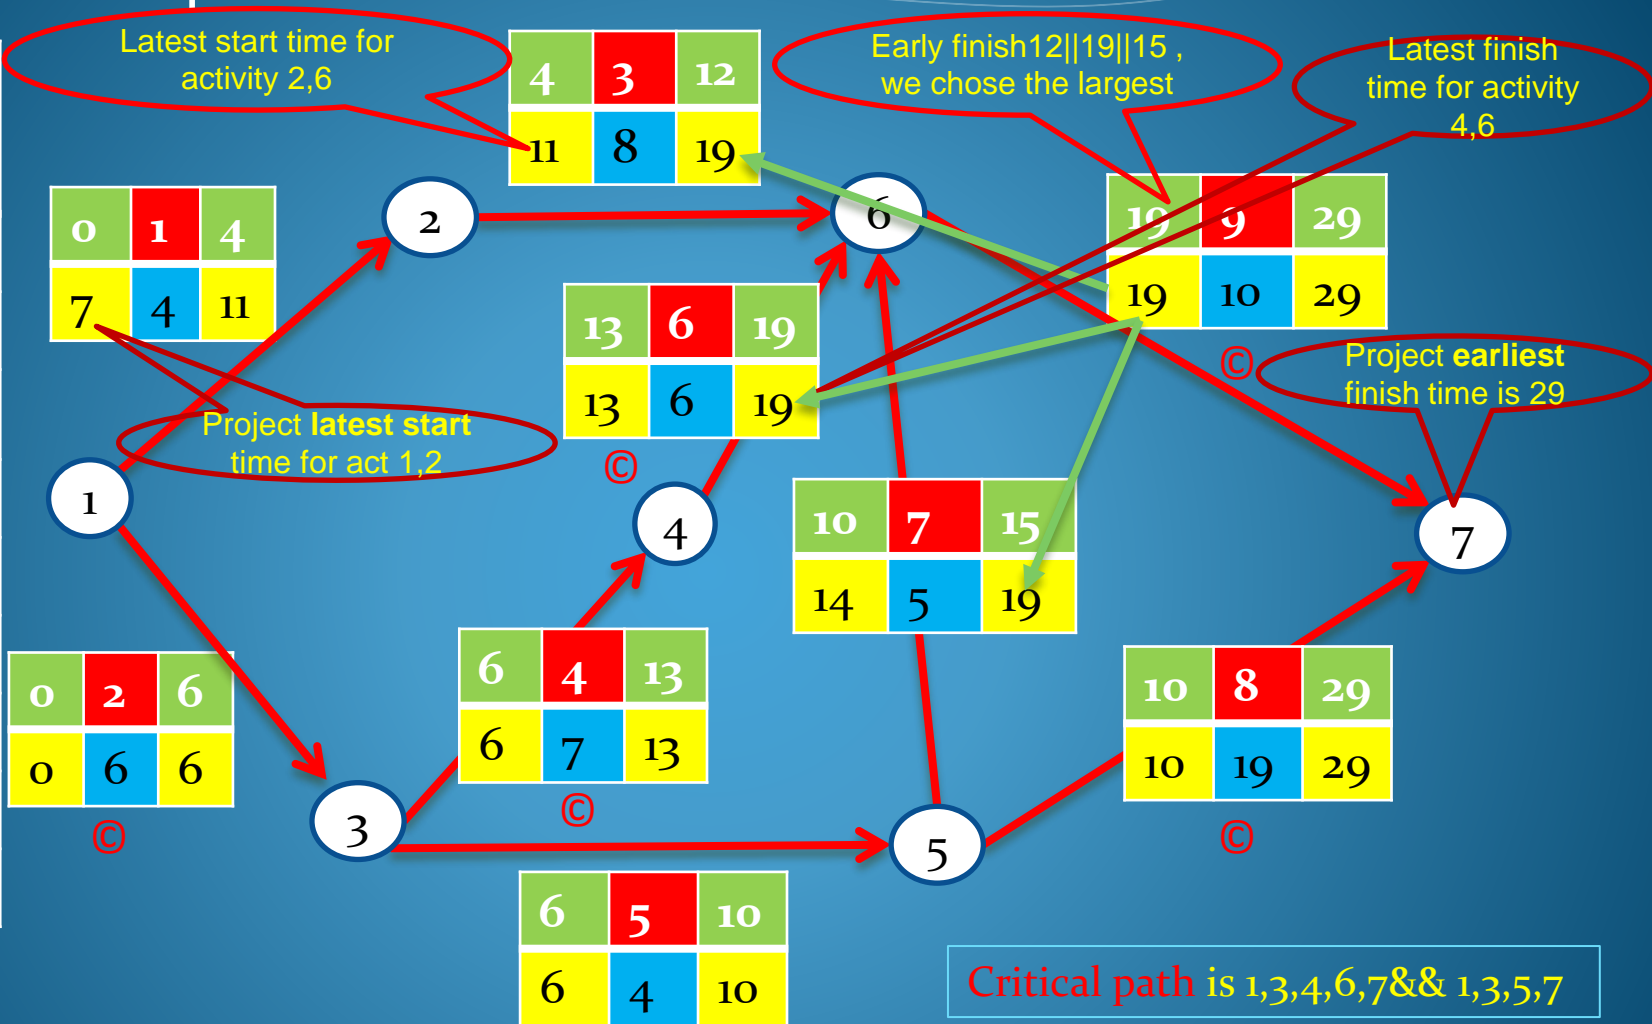 Latest start time for
activity 2,6
4 3 12
11 8 19
Early finish12||19||15 ,
we chose the largest
Latest finish
time for activity
4,6
0 1 4
7 4 11
2
6
19 9 29
19 10 29
©
13 6 19
13 6 19
©
Project earliest
finish time is 29
Project latest start
time for act 1,2
1
4
10 7 15
14 5 19
7
0 2 6
0 6 6
©
6 4 13
6 7 13
©
10 8 29
10 19 29
©
3
5
6 5 10
6 4 10
Critical path is 1,3,4,6,7&& 1,3,5,7